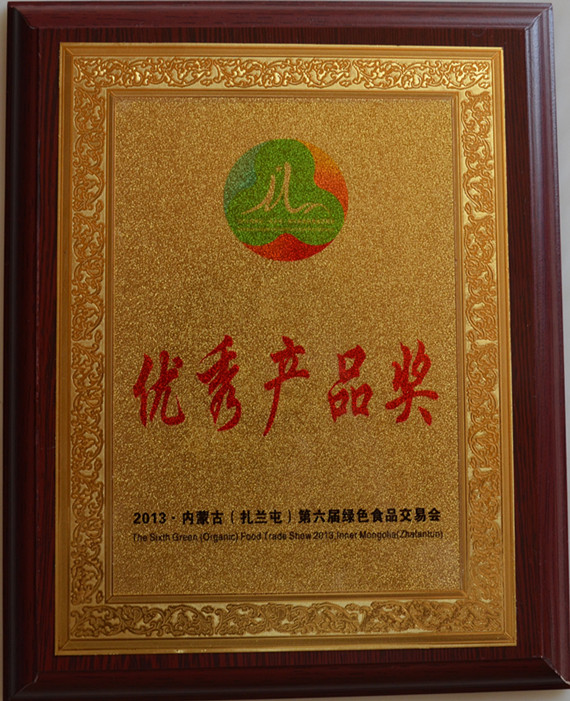 优秀产品奖
2013·内蒙古（扎兰屯）第六届绿色食品交易会
The Sixth Green (Organic) Food Trade Show 2013,Inner Mongolia(Zhalantun)